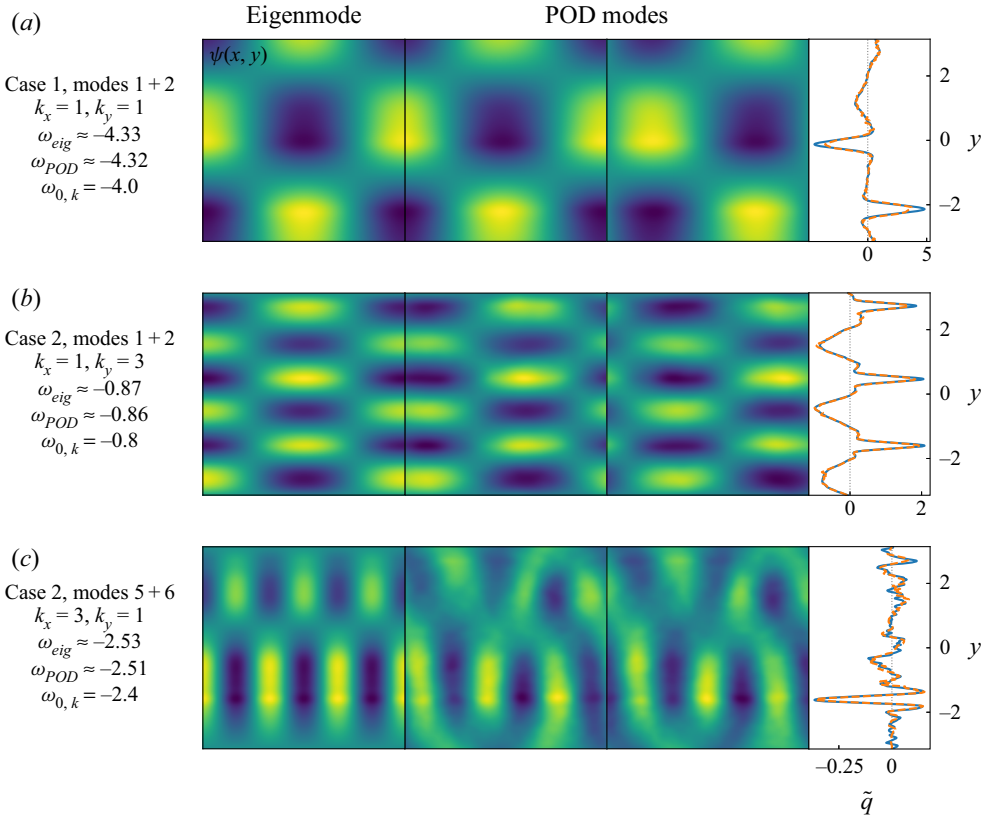 Eigenmode POD modes
(a)
ψ(x, y)
Case 1, modes 1 + 2
k_x = 1, k_y = 1
ω_eig ≈ –4.33
ω_POD ≈ –4.32
ω_0, k = –4.0
2
0
y
–2
0 5
(b)
Case 2, modes 1 + 2
k_x = 1, k_y = 3
ω_eig ≈ –0.87
ω_POD ≈ –0.86
ω_0, k = –0.8
2
0
y
–2
0 2
(c)
Case 2, modes 5 + 6
k_x = 3, k_y = 1
ω_eig ≈ –2.53
ω_POD ≈ –2.51
ω_0, k = –2.4
2
0
y
–2
–0.25 0
q̃